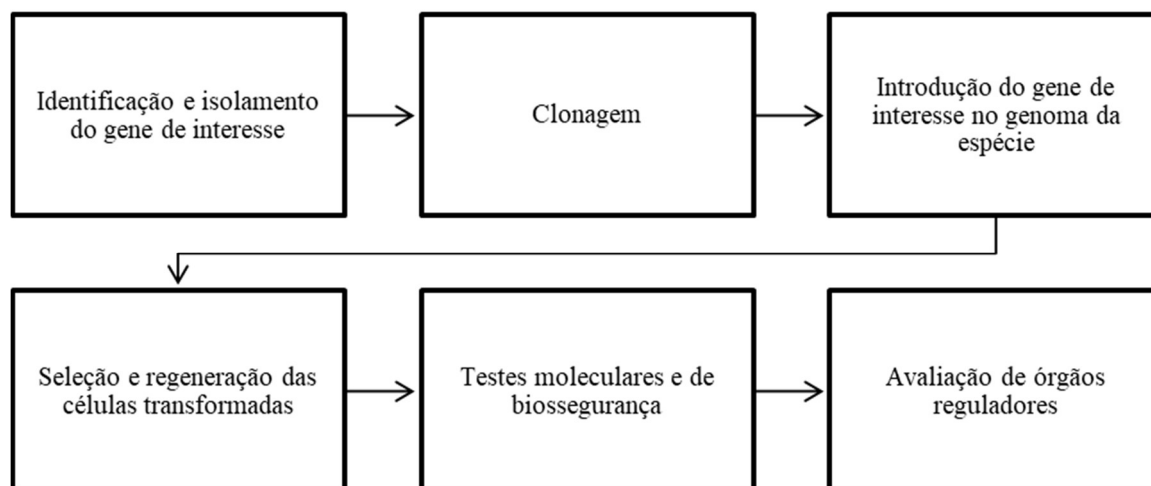 Identificação e isolamento
do gene de interesse
Clonagem
Introdução do gene de
interesse no genoma da
espécie
Seleção e regeneração das
células transformadas
Testes moleculares e de
biossegurança
Avaliação de órgãos
reguladores